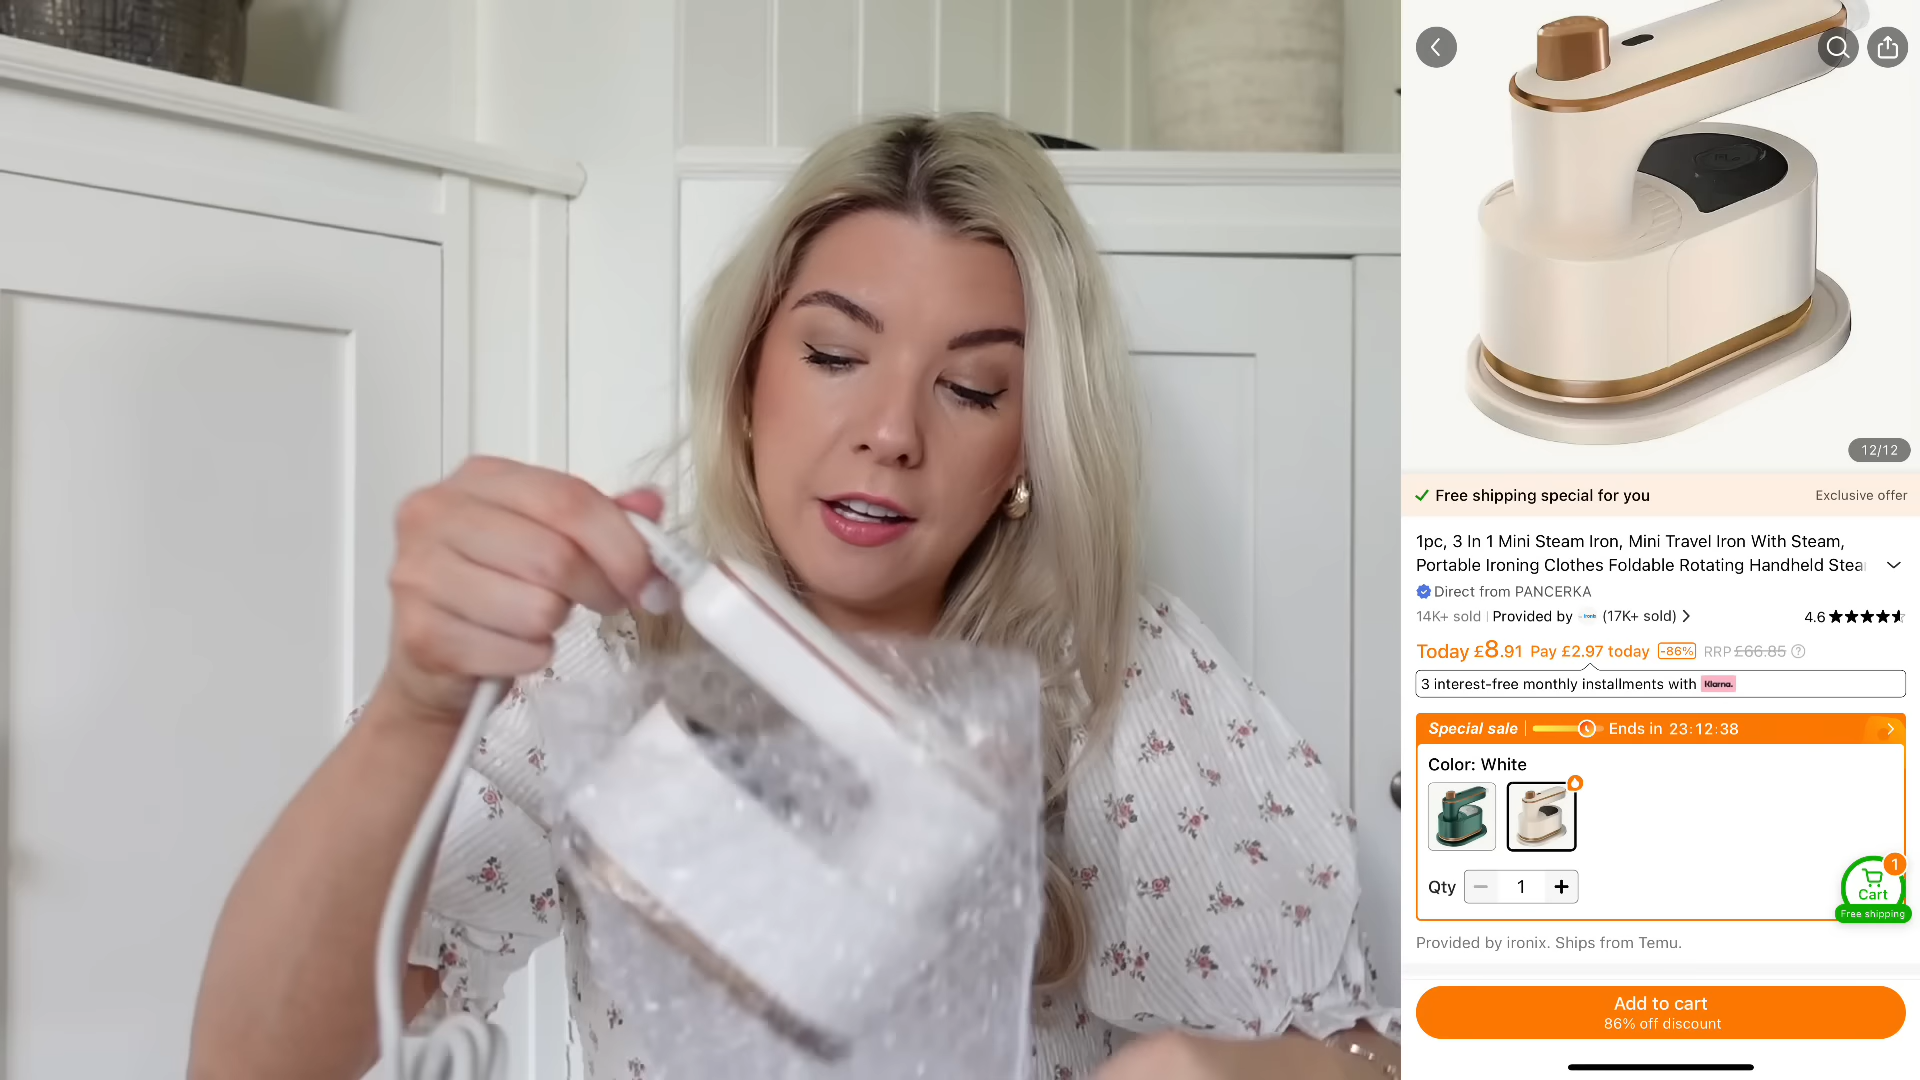 12/12
Free shipping special for you Exclusive offer
1pc, 3 In 1 Mini Steam Iron, Mini Travel Iron With Steam,
Portable Ironing Clothes Foldable Rotating Handheld Stea
Direct from PANCERKA
14K+ sold Provided by ironix (17K+ sold) 4.6
Today £8.91 Pay £2.97 today -86% RRP £66.85
3 interest-free monthly installments with Klarna.
Special sale Ends in 23:12:38
Color: White
Qty 1
1
Cart
Free shipping
Provided by ironix. Ships from Temu.
Add to cart
86% off discount